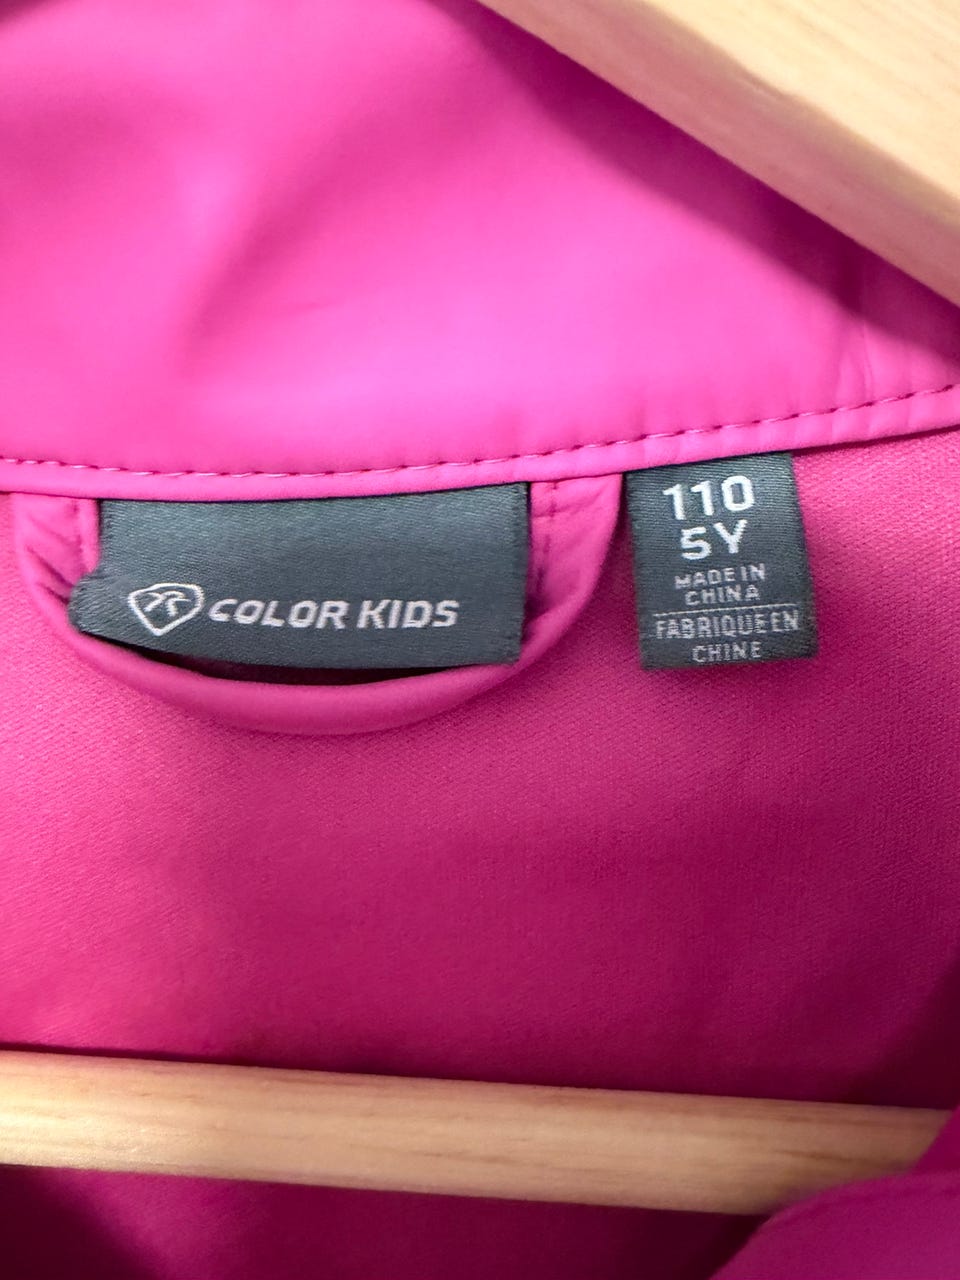 COLOR KIDS
110
5Y
MADE IN
CHINA
FABRIQUE EN
CHINE